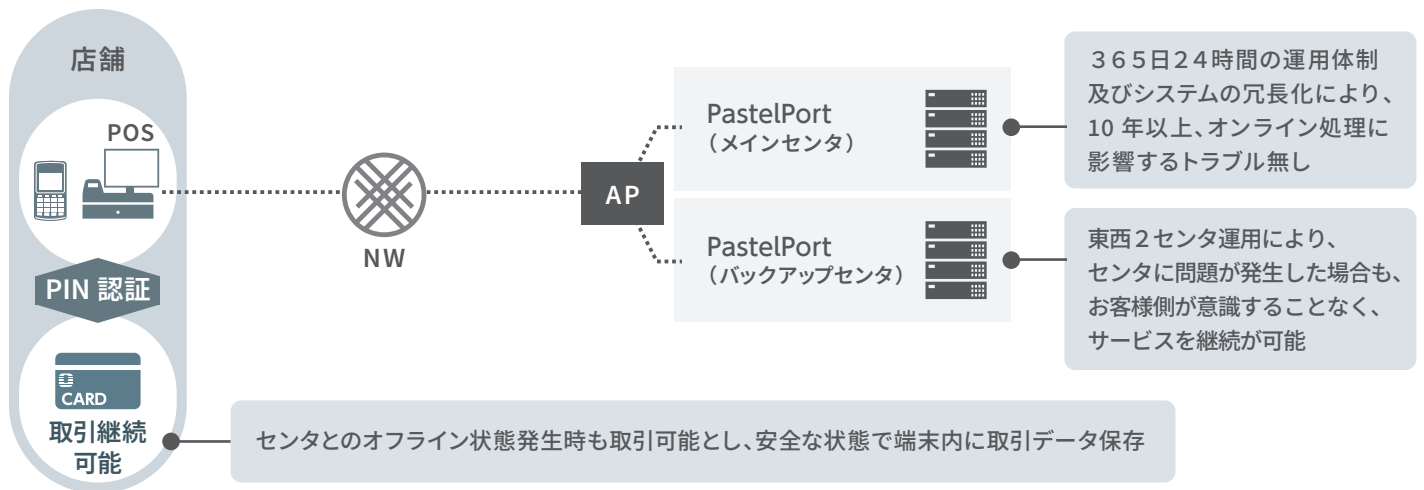 店舗
POS
PIN 認証
CARD
取引継続
可能
NW
AP
PastelPort
（メインセンタ）
PastelPort
（バックアップセンタ）
３６５日２４時間の運用体制
及びシステムの冗長化により、
10 年以上、オンライン処理に
影響するトラブル無し
東西２センタ運用により、
センタに問題が発生した場合も、
お客様側が意識することなく、
サービスを継続が可能
センタとのオフライン状態発生時も取引可能とし、安全な状態で端末内に取引データ保存